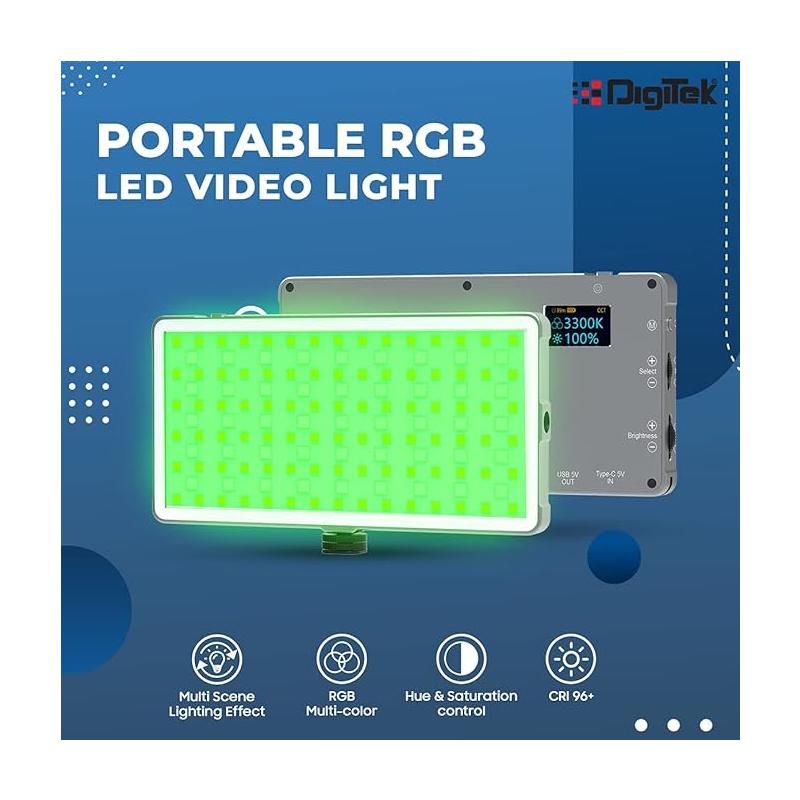 DigiTek®
PORTABLE RGB
LED VIDEO LIGHT
CCT
3300K
100%
M
Select
Brightness
USB 5V
OUT
Type-C 5V
IN
Multi Scene
Lighting Effect
RGB
Multi-color
Hue & Saturation
control
CRI 96+